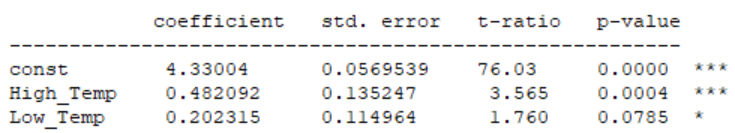 coefficient std. error t-ratio p-value
---------------------------------------------------------
const 4.33004 0.0569539 76.03 0.0000 ***
High_Temp 0.482092 0.135247 3.565 0.0004 ***
Low_Temp 0.202315 0.114964 1.760 0.0785 *